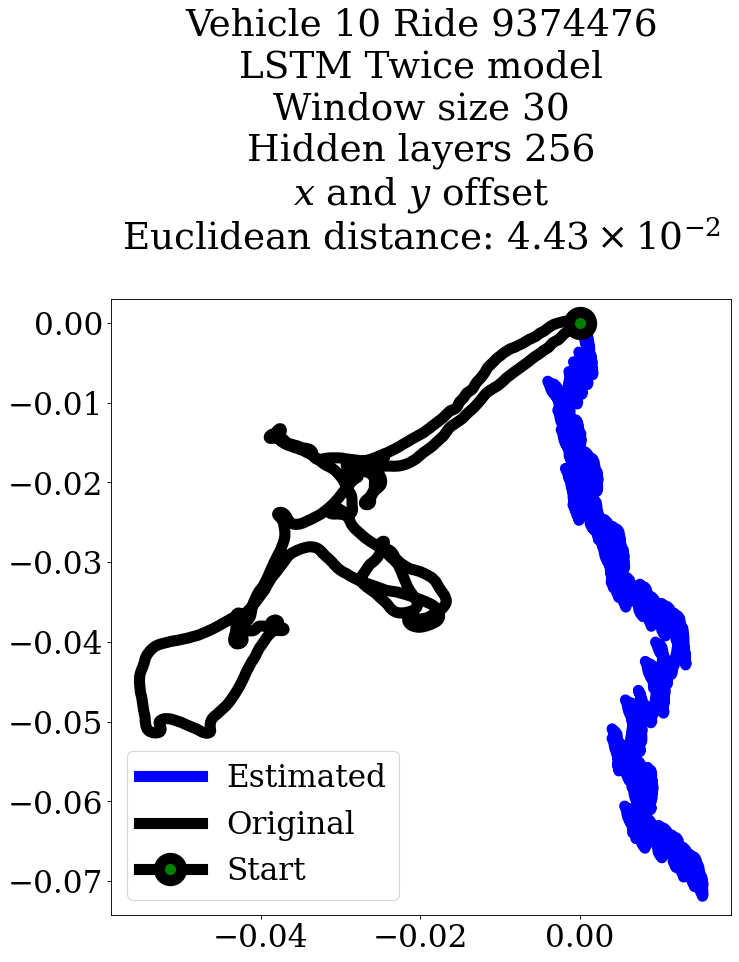 Vehicle 10 Ride 9374476
LSTM Twice model
Window size 30
Hidden layers 256
x and y offset
Euclidean distance: 4.43 × 10⁻²
0.00
−0.01
−0.02
−0.03
−0.04
−0.05
−0.06
−0.07
Estimated
Original
Start
−0.04 −0.02 0.00